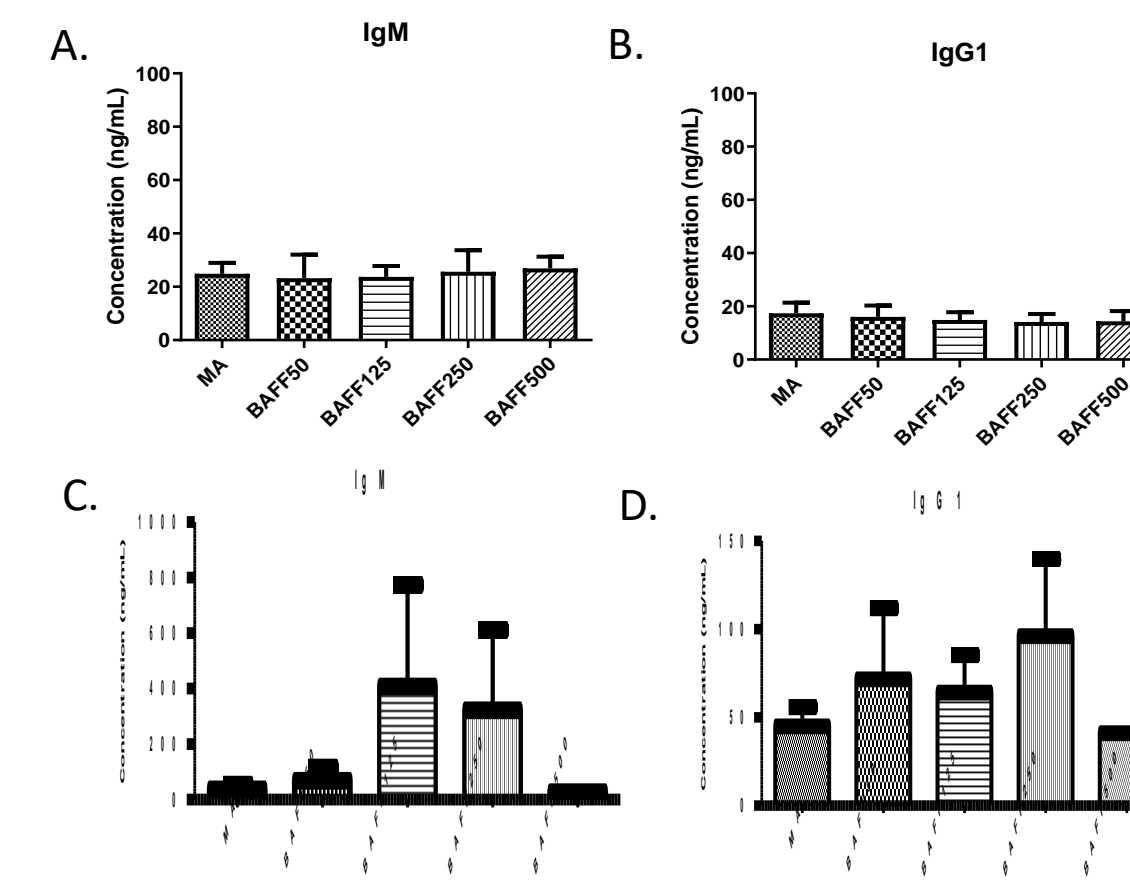 A.
IgM
Concentration (ng/mL)
100
80
60
40
20
0
MA
BAFF50
BAFF125
BAFF250
BAFF500
B.
IgG1
Concentration (ng/mL)
100
80
60
40
20
0
MA
BAFF50
BAFF125
BAFF250
BAFF500
C.
Ig M
Concentration (ng/mL)
1000
800
600
400
200
0
D.
Ig G 1
Concentration (ng/mL)
150
100
50
0